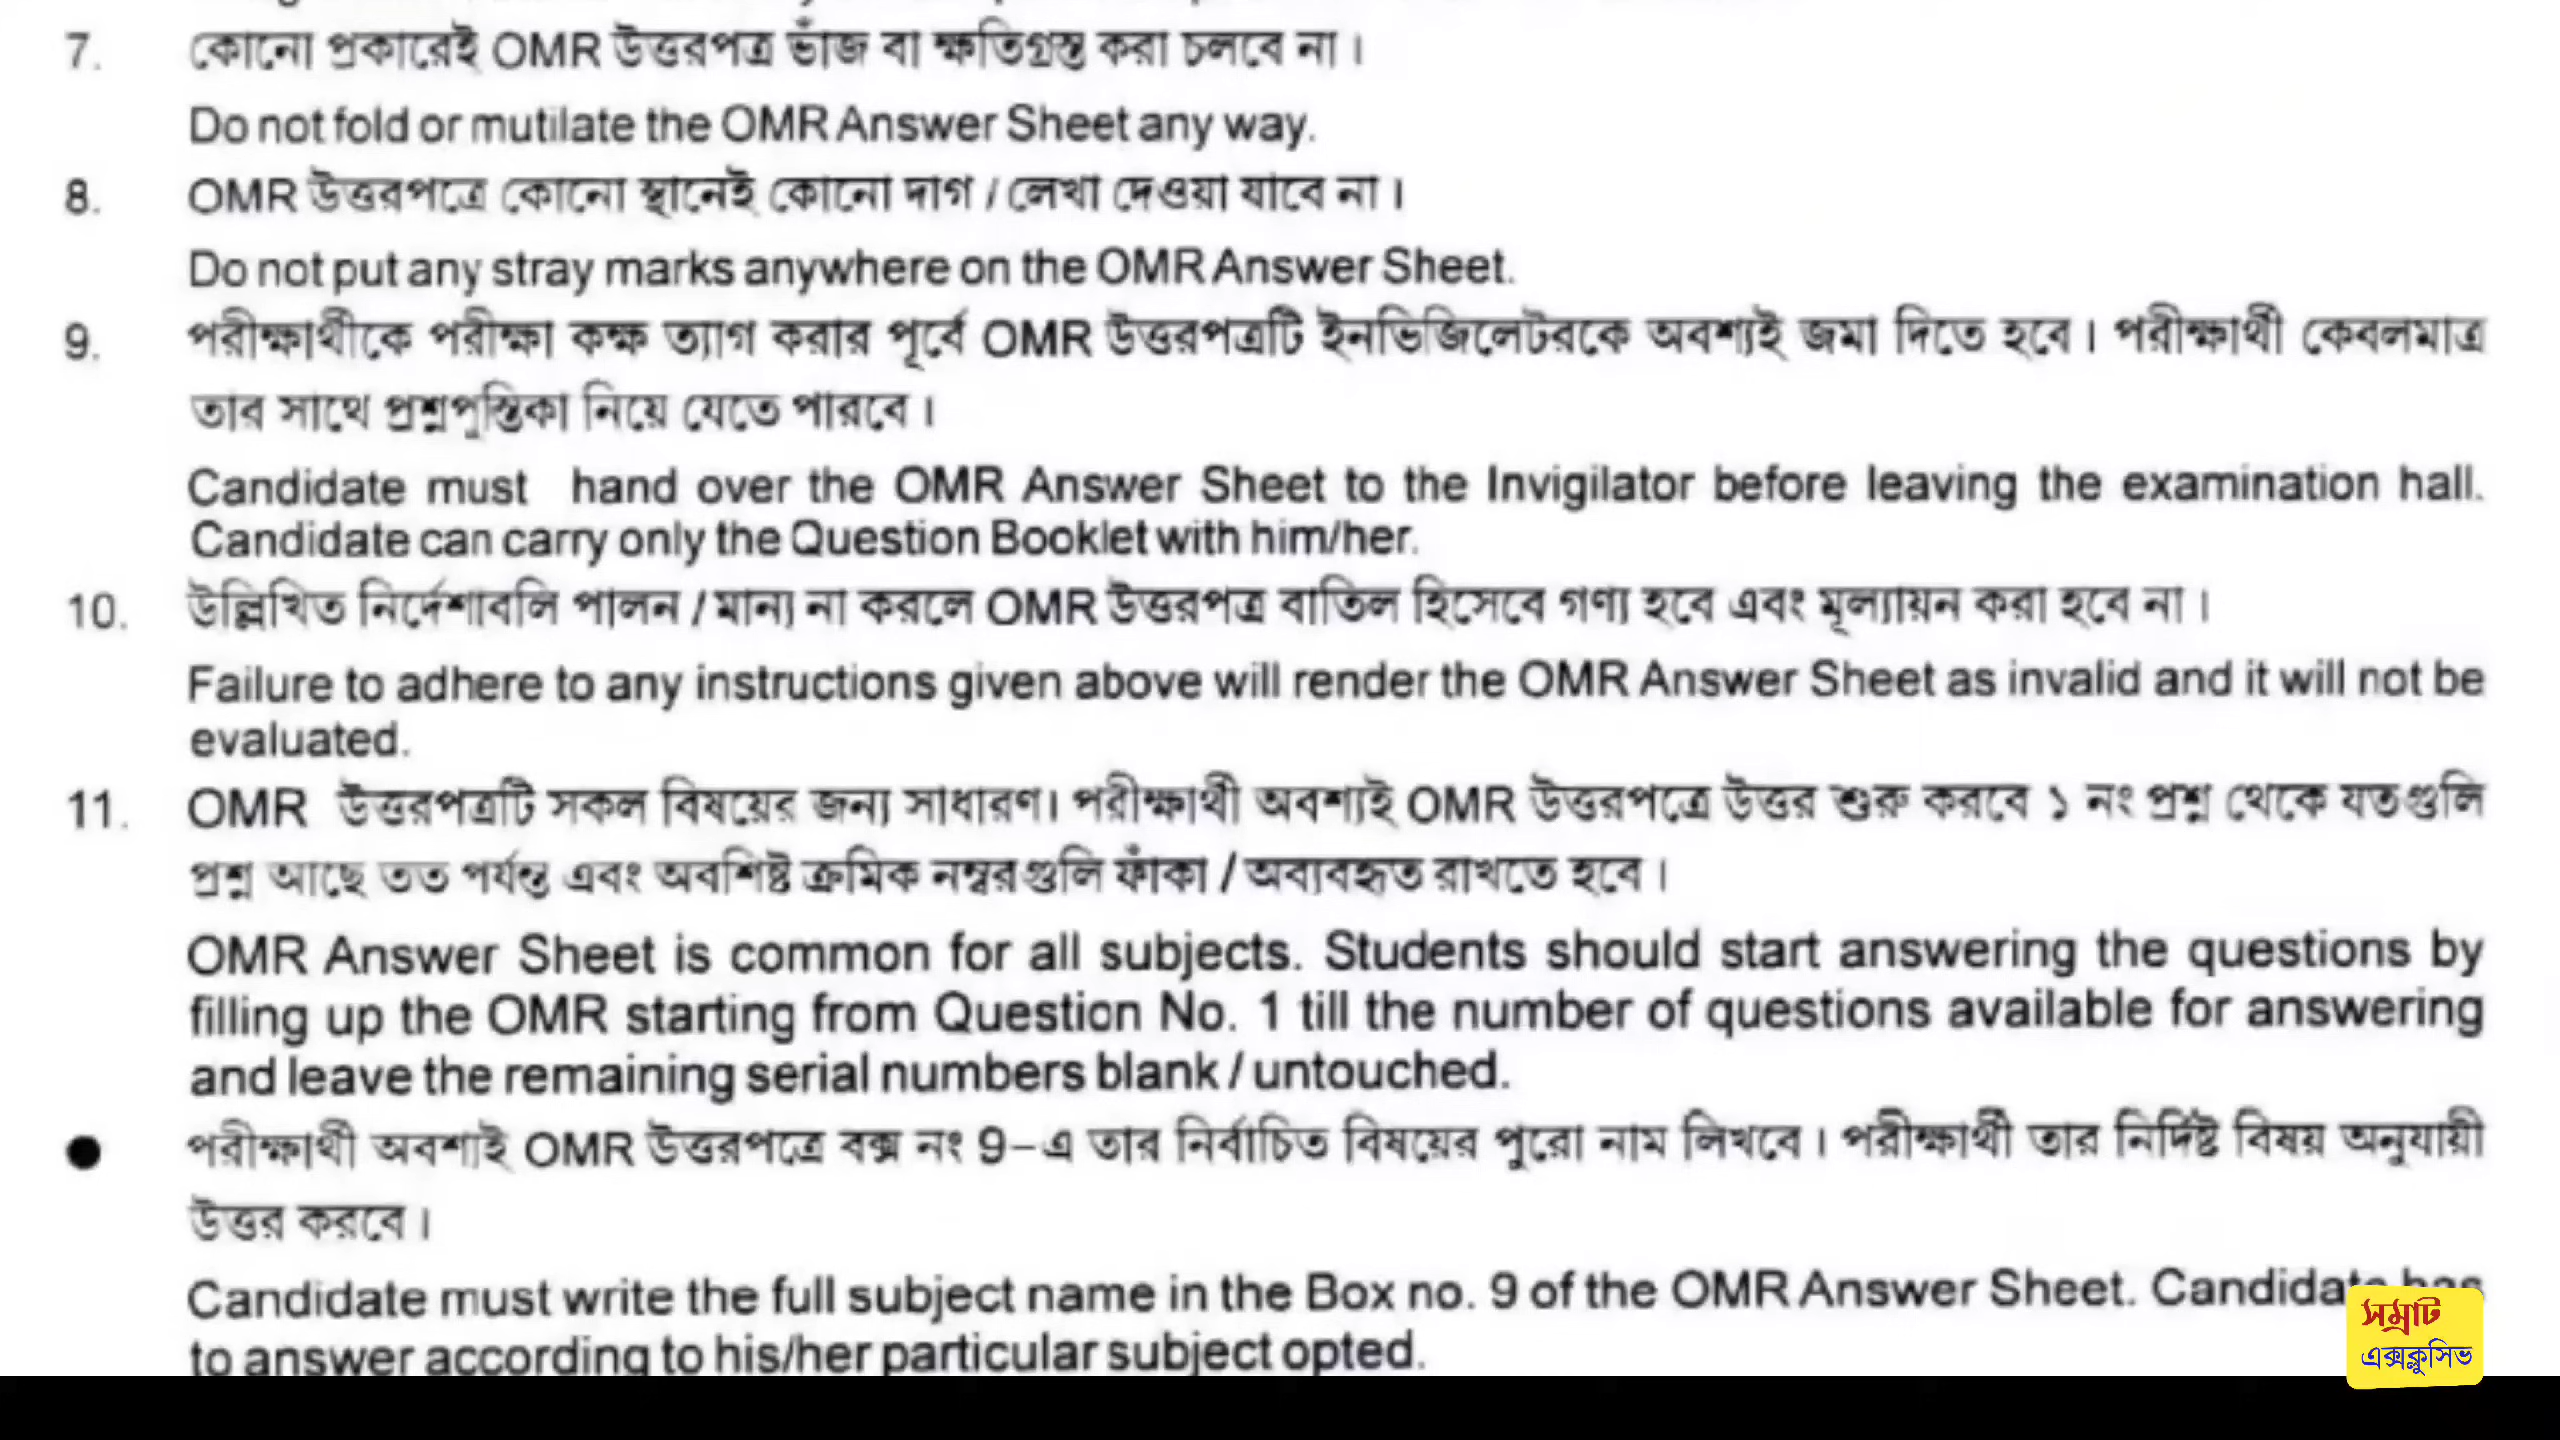 7. কোনো প্রকারেই OMR উত্তরপত্র ভাঁজ বা ক্ষতিগ্রস্ত করা চলবে না।
Do not fold or mutilate the OMR Answer Sheet any way.
8. OMR উত্তরপত্রে কোনো স্থানেই কোনো দাগ / লেখা দেওয়া যাবে না।
Do not put any stray marks anywhere on the OMR Answer Sheet.
9. পরীক্ষার্থীকে পরীক্ষা কক্ষ ত্যাগ করার পূর্বে OMR উত্তরপত্রটি ইনভিজিলেটরকে অবশ্যই জমা দিতে হবে। পরীক্ষার্থী কেবলমাত্র
তার সাথে প্রশ্নপুস্তিকা নিয়ে যেতে পারবে।
Candidate must hand over the OMR Answer Sheet to the Invigilator before leaving the examination hall.
Candidate can carry only the Question Booklet with him/her.
10. উল্লিখিত নির্দেশাবলি পালন / মান্য না করলে OMR উত্তরপত্র বাতিল হিসেবে গণ্য হবে এবং মূল্যায়ন করা হবে না।
Failure to adhere to any instructions given above will render the OMR Answer Sheet as invalid and it will not be
evaluated.
11. OMR উত্তরপত্রটি সকল বিষয়ের জন্য সাধারণ। পরীক্ষার্থী অবশ্যই OMR উত্তরপত্রে উত্তর শুরু করবে ১ নং প্রশ্ন থেকে যতগুলি
প্রশ্ন আছে তত পর্যন্ত এবং অবশিষ্ট ক্রমিক নম্বরগুলি ফাঁকা / অব্যবহৃত রাখতে হবে।
OMR Answer Sheet is common for all subjects. Students should start answering the questions by
filling up the OMR starting from Question No. 1 till the number of questions available for answering
and leave the remaining serial numbers blank / untouched.
● পরীক্ষার্থী অবশ্যই OMR উত্তরপত্রে বক্স নং 9-এ তার নির্বাচিত বিষয়ের পুরো নাম লিখবে। পরীক্ষার্থী তার নির্দিষ্ট বিষয় অনুযায়ী
উত্তর করবে।
Candidate must write the full subject name in the Box no. 9 of the OMR Answer Sheet. Candidate has
to answer according to his/her particular subject opted.
সম্রাট
এক্সক্লুসিভ